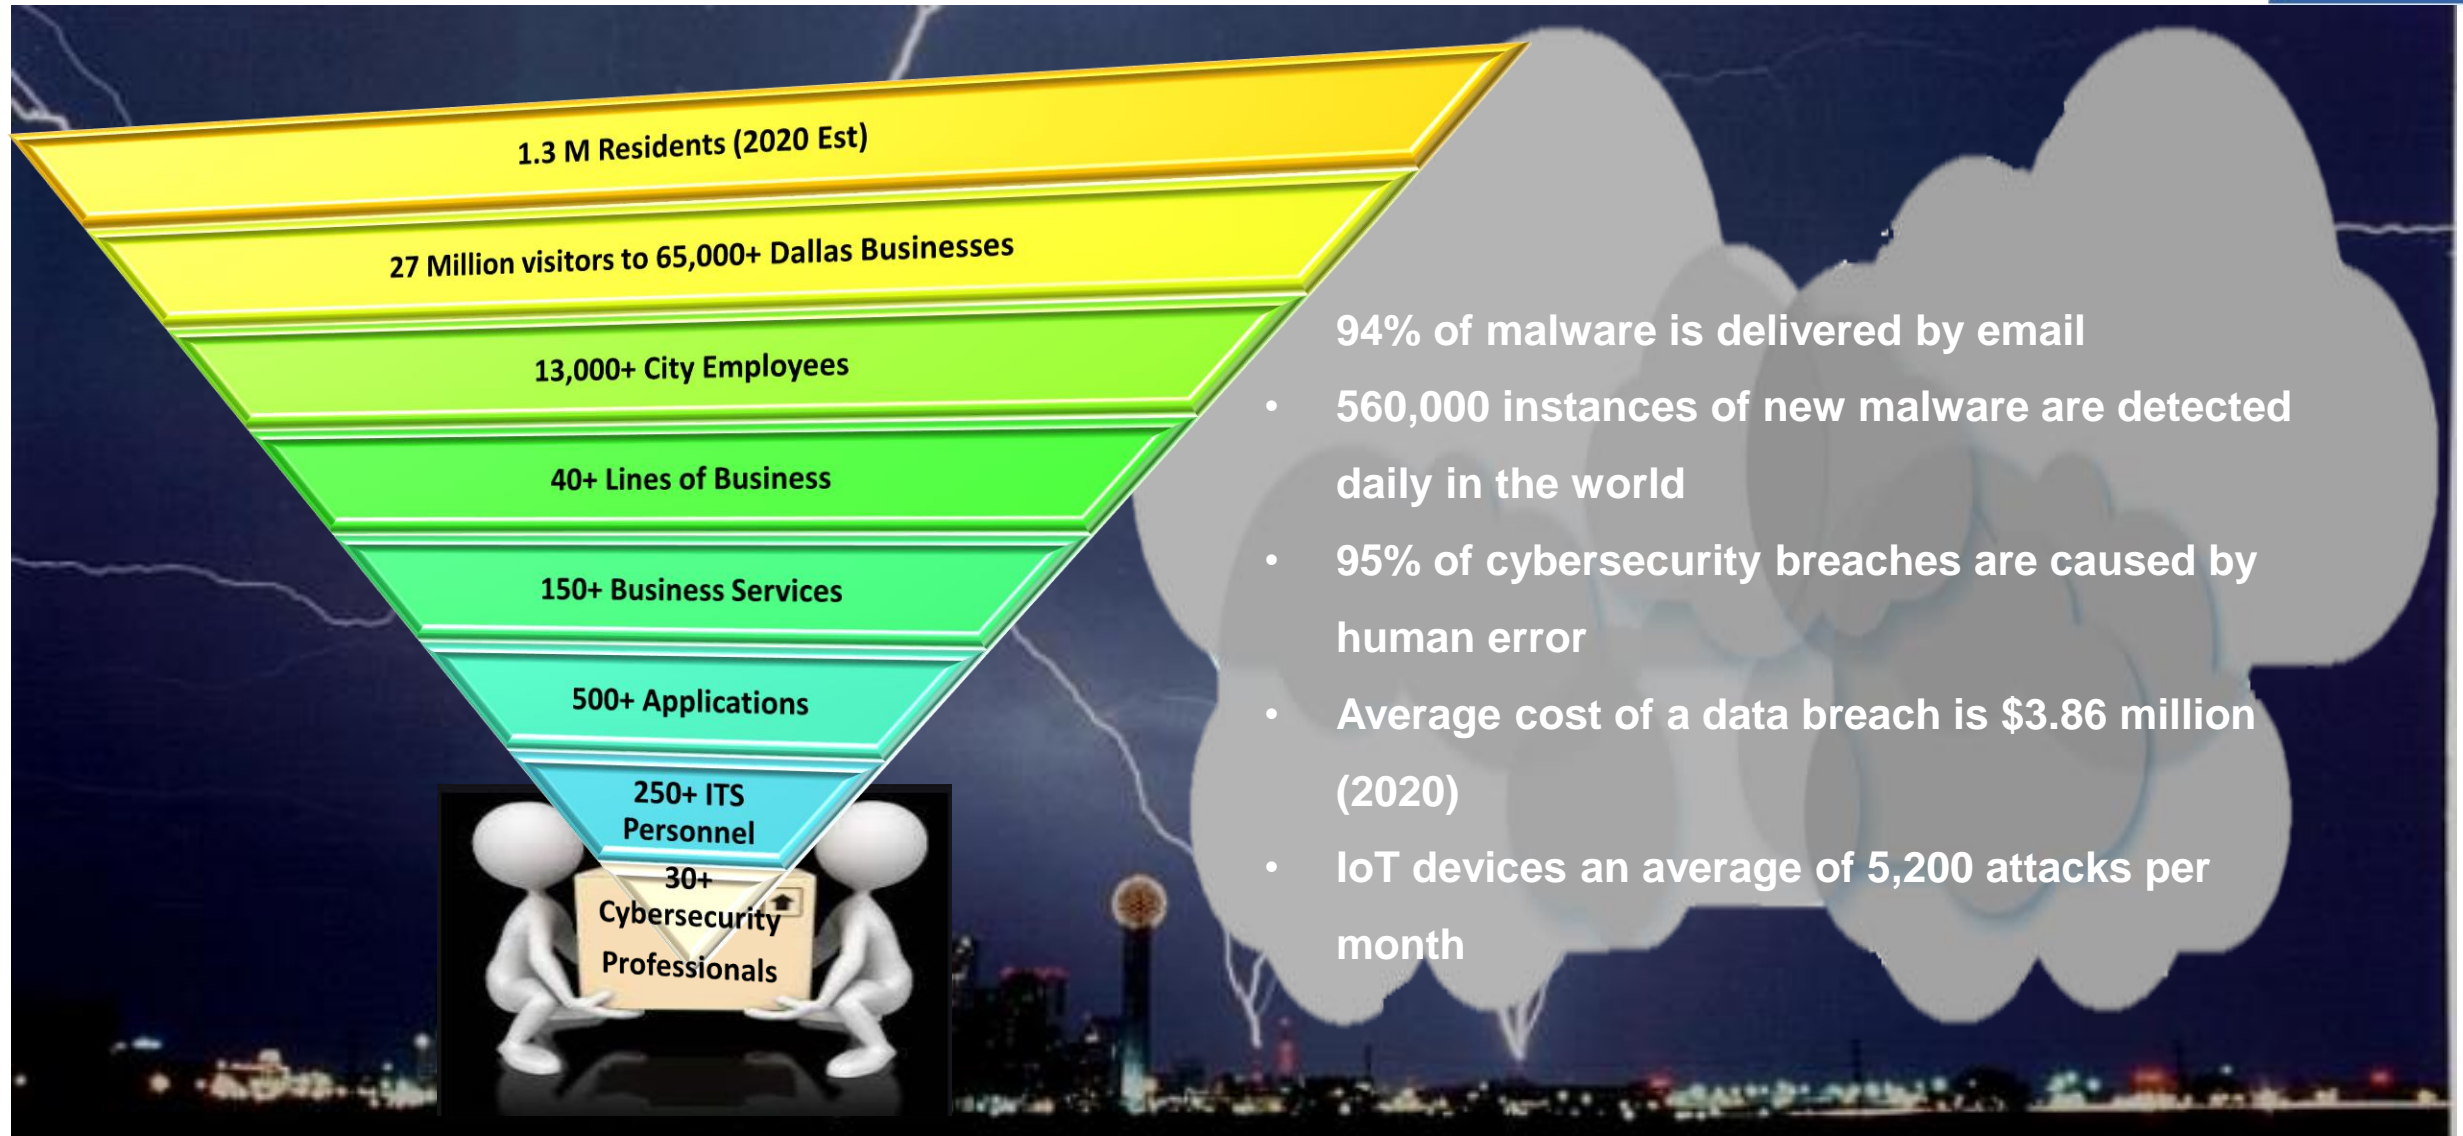 1.3 M Residents (2020 Est)
27 Million visitors to 65,000+ Dallas Businesses
13,000+ City Employees
40+ Lines of Business
150+ Business Services
500+ Applications
250+ ITS
Personnel
30+
Cybersecurity
Professionals
94% of malware is delivered by email
• 560,000 instances of new malware are detected
daily in the world
• 95% of cybersecurity breaches are caused by
human error
• Average cost of a data breach is $3.86 million
(2020)
• IoT devices an average of 5,200 attacks per
month